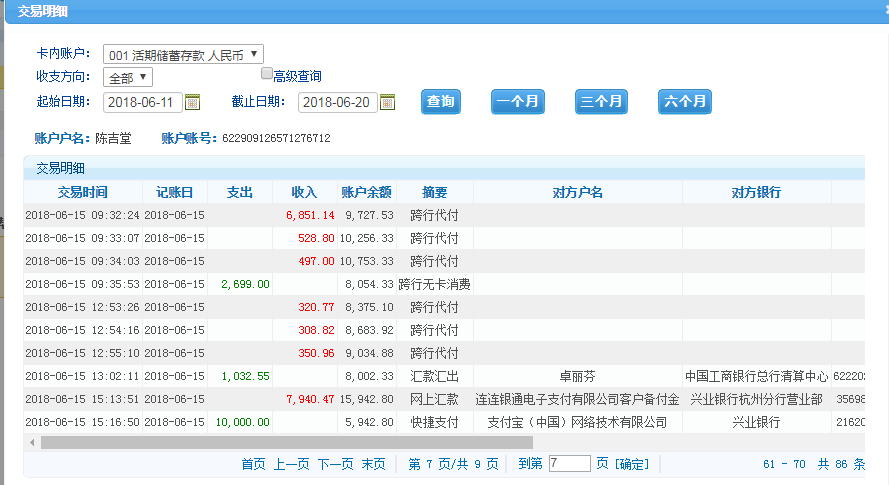 交易明细
卡内账户： 001 活期储蓄存款 人民币
收支方向： 全部 高级查询
起始日期： 2018-06-11 截止日期： 2018-06-20 查询 一个月 三个月 六个月
账户户名：陈吉堂 账户账号：622909126571276712
交易明细
交易时间 记账日 支出 收入 账户余额 摘要 对方户名 对方银行
2018-06-15 09:32:24 2018-06-15 6,851.14 9,727.53 跨行代付
2018-06-15 09:33:07 2018-06-15 528.80 10,256.33 跨行代付
2018-06-15 09:34:03 2018-06-15 497.00 10,753.33 跨行代付
2018-06-15 09:35:53 2018-06-15 2,699.00 8,054.33 跨行无卡消费
2018-06-15 12:53:26 2018-06-15 320.77 8,375.10 跨行代付
2018-06-15 12:54:16 2018-06-15 308.82 8,683.92 跨行代付
2018-06-15 12:55:10 2018-06-15 350.96 9,034.88 跨行代付
2018-06-15 13:02:11 2018-06-15 1,032.55 8,002.33 汇款汇出 卓丽芬 中国工商银行总行清算中心 62220
2018-06-15 15:13:51 2018-06-15 7,940.47 15,942.80 网上汇款 连连银通电子支付有限公司客户备付金 兴业银行杭州分行营业部 35698
2018-06-15 15:16:50 2018-06-15 10,000.00 5,942.80 快捷支付 支付宝（中国）网络技术有限公司 兴业银行 21620
首页 上一页 下一页 末页 第 7 页/共 9 页 到第 7 页 [确定] 61 - 70 共 86 条